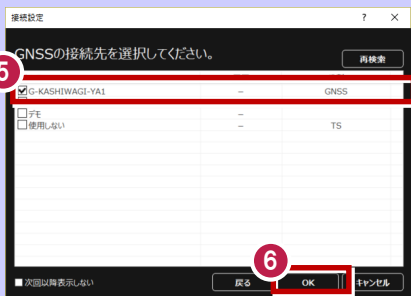 接続設定 ? ×
GNSSの接続先を選択してください。
再検索
5
G-KASHIWAGI-YA1 − GNSS
デモ −
使用しない − TS
6
次回以降表示しない 戻る OK キャンセル